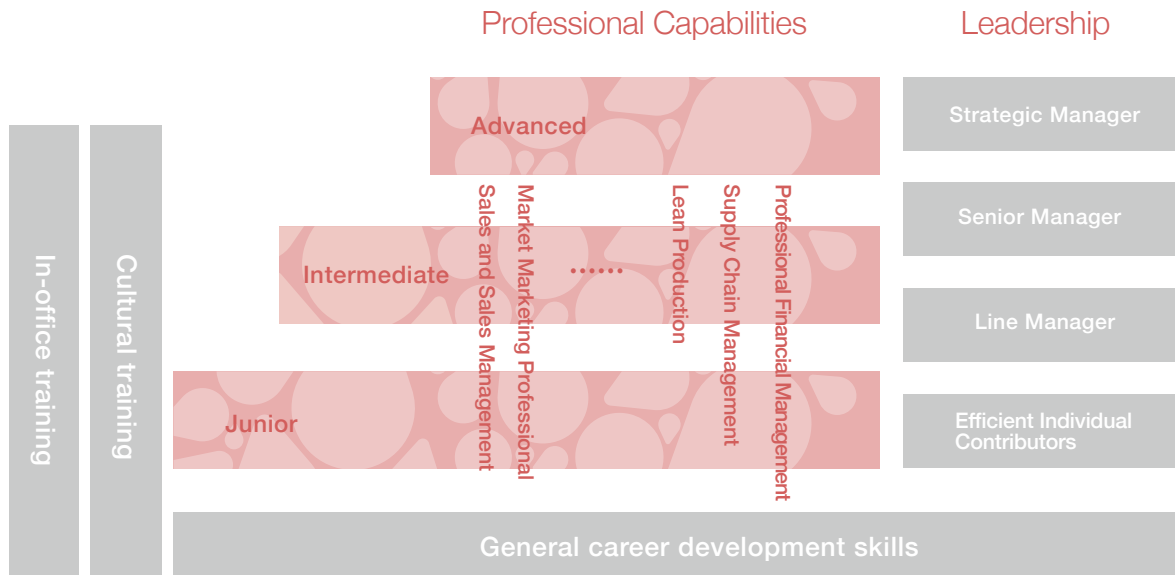 Professional Capabilities
Leadership
In-office training
Cultural training
Advanced
Intermediate
Junior
Sales and Sales Management
Market Marketing Professional
......
Lean Production
Supply Chain Management
Professional Financial Management
Strategic Manager
Senior Manager
Line Manager
Efficient Individual
Contributors
General career development skills